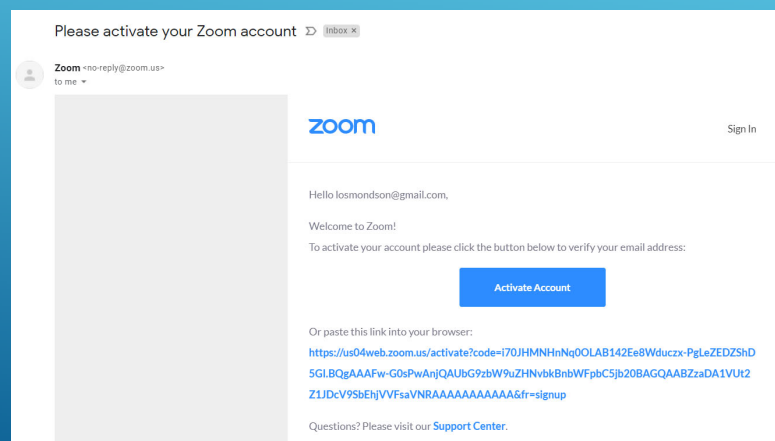 Please activate your Zoom account Inbox x
Zoom <no-reply@zoom.us>
to me
zoom
Sign In
Hello losmondson@gmail.com,
Welcome to Zoom!
To activate your account please click the button below to verify your email address:
Activate Account
Or paste this link into your browser:
https://us04web.zoom.us/activate?code=i70JHMNHnNq0OLAB142Ee8Wduczx-PgLeZEDZShD
5GI.BQgAAAFw-G0sPwAnjQAUbG9zbW9uZHNvbkBnbWFpbC5jb20BAGQAABZzaDA1VUt2
Z1JDcV9SbEhjVVFsaVNRAAAAAAAAAAA&fr=signup
Questions? Please visit our Support Center.